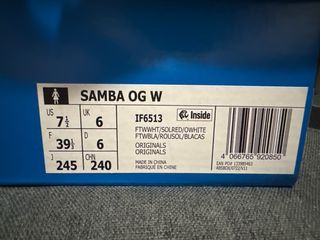 SAMBA OG W
US 7½ UK 6
F 39⅓ D 6
J 245 CHN 240
IF6513
Inside
FTWWHT/SOLRED/OWHITE
FTWBLA/ROUSOL/BLACAS
ORIGINALS
ORIGINALS
MADE IN CHINA
FABRIQUÉ EN CHINE
4 066765 920850